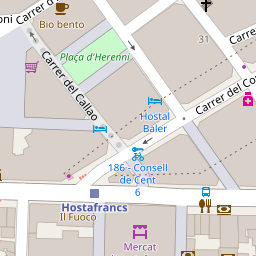 oni
Carrer d
Bio bento
Plaça d'Herenni
31
Carrer del Callao
Carrer del Co
Hostal
Baler
186 - Consell
de Cent
6
Hostafrancs
Il Fuoco
Mercat